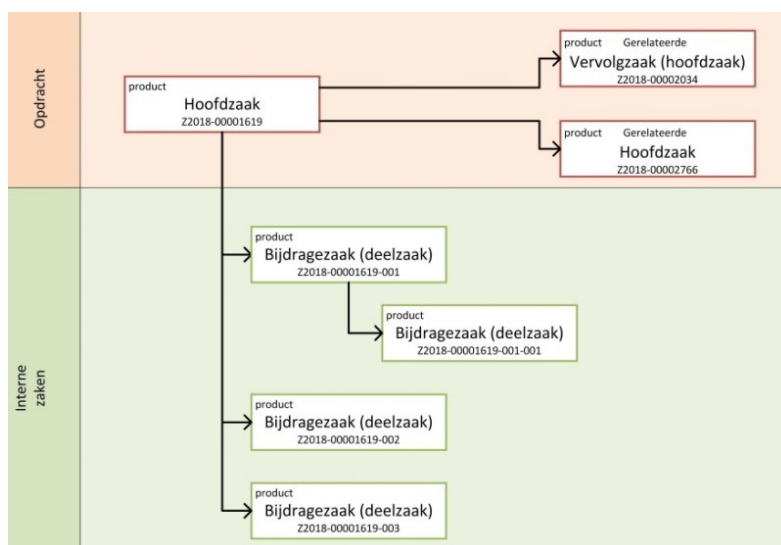 Opdracht
product
Hoofdzaak
Z2018-00001619
product Gerelateerde
Vervolgzaak (hoofdzaak)
Z2018-00002034
product Gerelateerde
Hoofdzaak
Z2018-00002766
Interne
zaken
product
Bijdragezaak (deelzaak)
Z2018-00001619-001
product
Bijdragezaak (deelzaak)
Z2018-00001619-001-001
product
Bijdragezaak (deelzaak)
Z2018-00001619-002
product
Bijdragezaak (deelzaak)
Z2018-00001619-003